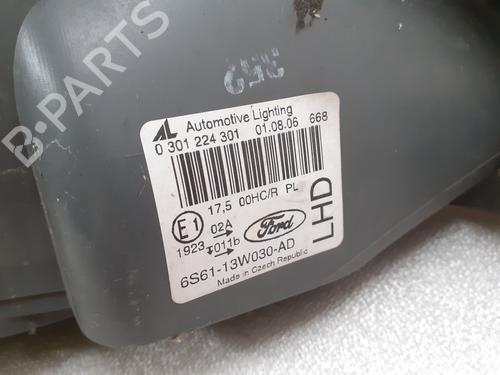 B-PARTS
352
AL Automotive Lighting
0 301 224 301 01.08.06 668
17,5 00HC/R PL
E1 02A
1923 011b
Ford
LHD
6S61-13W030-AD
Made in Czech Republic